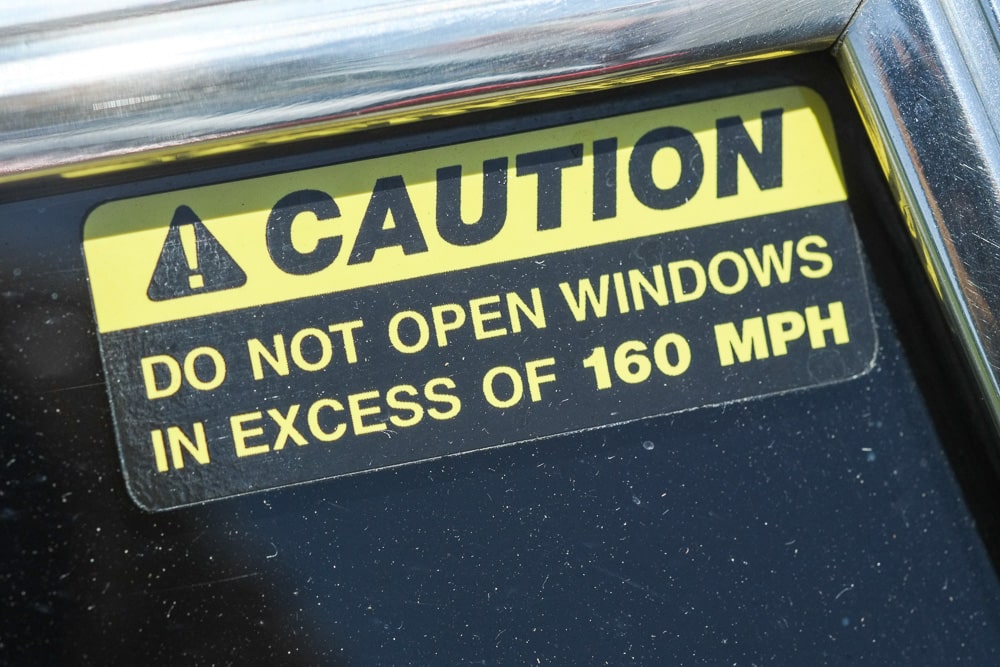 CAUTION
DO NOT OPEN WINDOWS
IN EXCESS OF 160 MPH